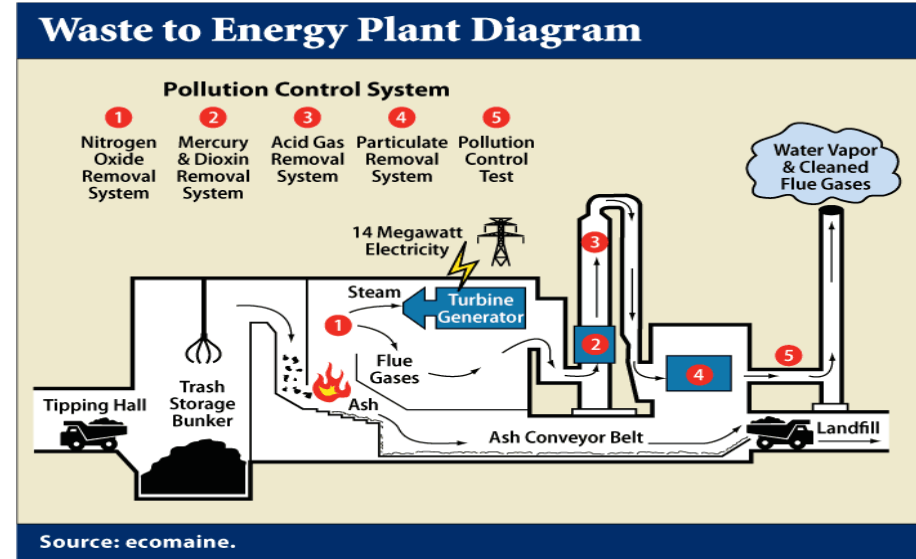 Waste to Energy Plant Diagram
Pollution Control System
1
Nitrogen
Oxide
Removal
System
2
Mercury
& Dioxin
Removal
System
3
Acid Gas
Removal
System
4
Particulate
Removal
System
5
Pollution
Control
Test
Water Vapor
& Cleaned
Flue Gases
14 Megawatt
Electricity
3
Steam
Turbine
Generator
1
2
Flue
Gases
5
4
Tipping Hall
Trash
Storage
Bunker
Ash
Ash Conveyor Belt
Landfill
Source: ecomaine.